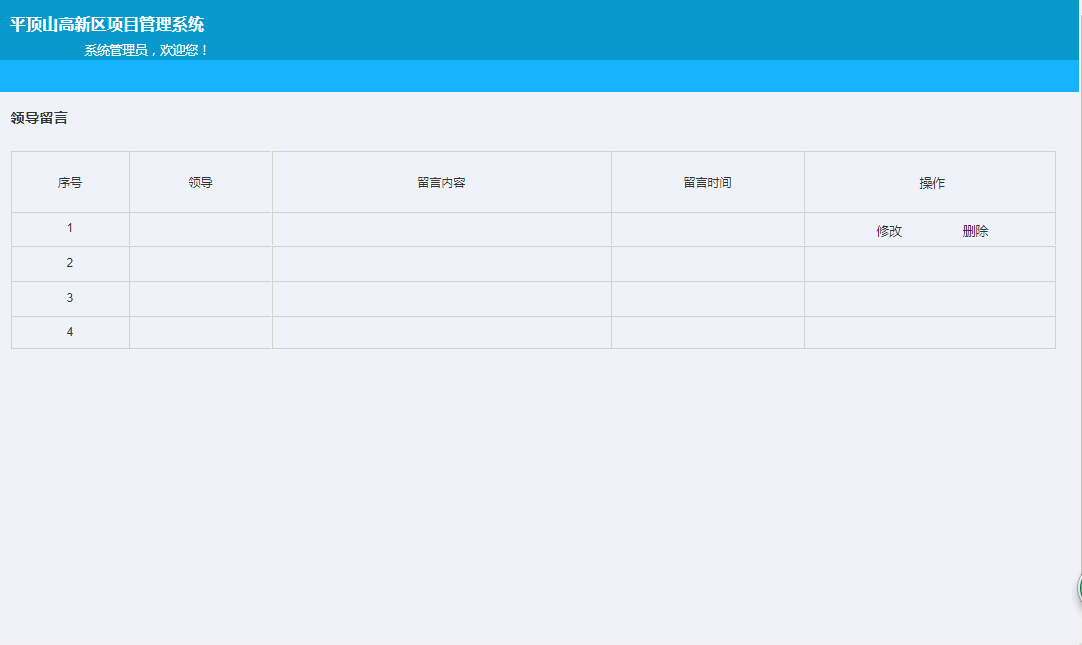 平顶山高新区项目管理系统
系统管理员，欢迎您！
领导留言
序号 领导 留言内容 留言时间 操作
1 修改 删除
2
3
4